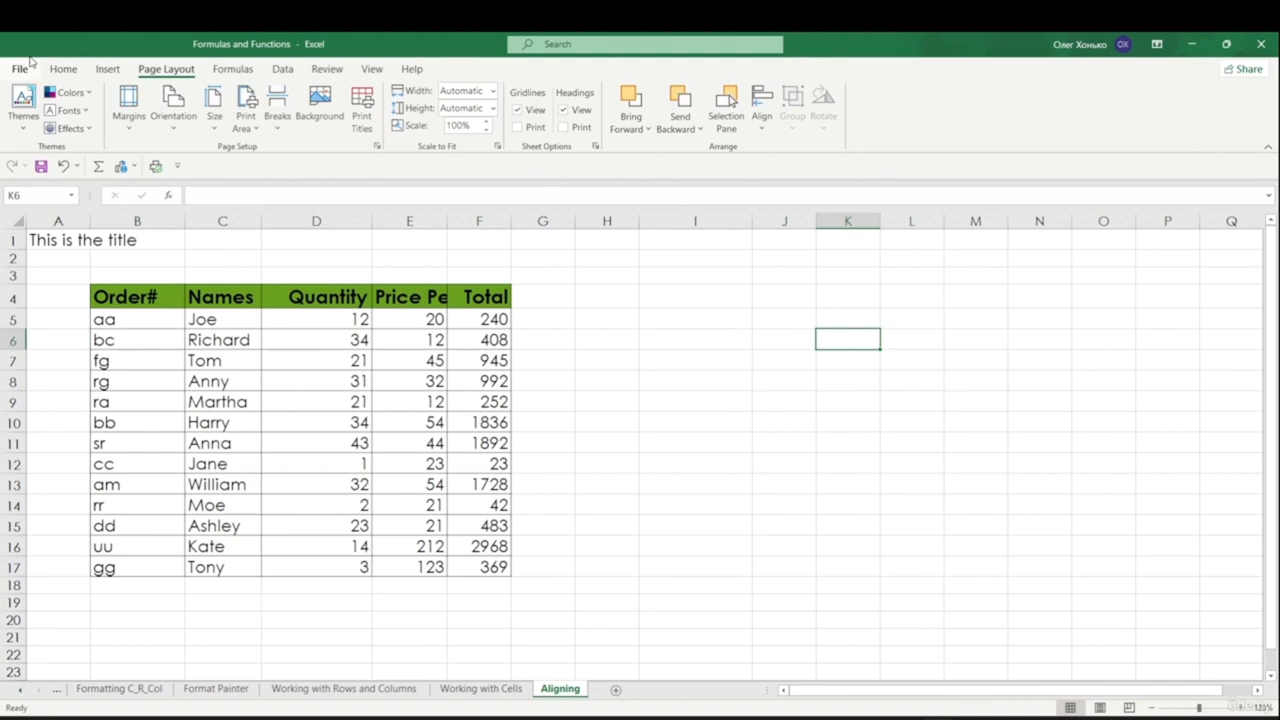 Formulas and Functions - Excel
Search
Олег Хонько
ОХ
File Home Insert Page Layout Formulas Data Review View Help
Share
Themes
Colors
Fonts
Effects
Themes
Margins
Orientation
Size
Print Area
Breaks
Background
Print Titles
Page Setup
Width: Automatic
Height: Automatic
Scale: 100%
Scale to Fit
Gridlines
View
Print
Headings
View
Print
Sheet Options
Bring Forward
Send Backward
Selection Pane
Align
Group
Rotate
Arrange
K6
fx
A B C D E F G H I J K L M N O P Q
1 This is the title
2
3
4 Order# Names Quantity Price Pe Total
5 aa Joe 12 20 240
6 bc Richard 34 12 408
7 fg Tom 21 45 945
8 rg Anny 31 32 992
9 ra Martha 21 12 252
10 bb Harry 34 54 1836
11 sr Anna 43 44 1892
12 cc Jane 1 23 23
13 am William 32 54 1728
14 rr Moe 2 21 42
15 dd Ashley 23 21 483
16 uu Kate 14 212 2968
17 gg Tony 3 123 369
18
19
20
21
22
23
... Formatting C_R_Col Format Painter Working with Rows and Columns Working with Cells Aligning
Ready